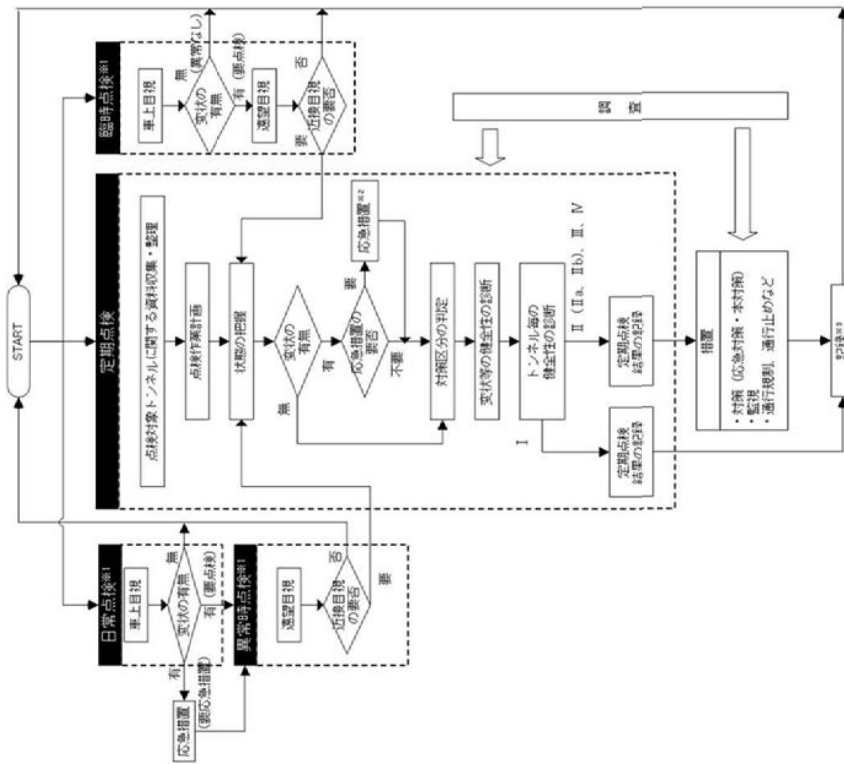 START
日常点検※1
車上目視
変状の有無
無
有
(要応急措置)
応急措置
有(要点検)
異常時点検※1
遠望目視
近接目視
の要否
否
要
定期点検
点検対象トンネルに関する資料収集・整理
点検作業計画
状態の把握
変状の
有無
無
有
応急措置の
要否
要
応急措置※2
不要
対策区分の判定
変状等の健全性の診断
トンネル毎の
健全性の診断
Ⅰ
Ⅱ(Ⅱa、Ⅱb)、Ⅲ、Ⅳ
定期点検
結果の記録
定期点検
結果の記録
臨時点検※1
車上目視
変状の
有無
無
(異常なし)
有(要点検)
遠望目視
近接目視
の要否
要
否
調査
措置
・対策(応急対策・本対策)
・監視
・通行規制、通行止めなど
記録※3